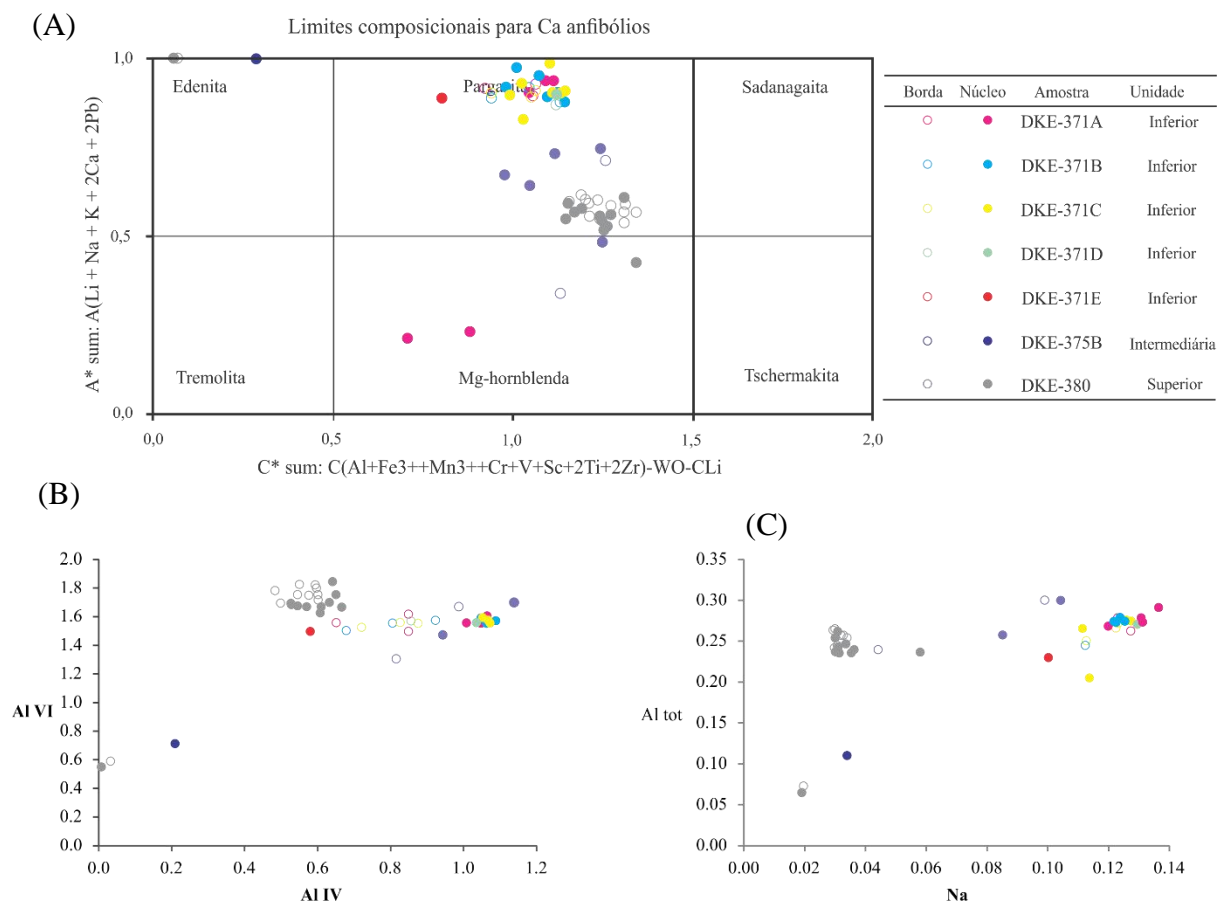 (A)
Limites composicionais para Ca anfibólios
A* sum: A(Li + Na + K + 2Ca + 2Pb)
1,0
0,5
0,0
Edenita
Pargasita
Sadanagaita
Tremolita
Mg-hornblenda
Tschermakita
0,0
0,5
1,0
1,5
2,0
C* sum: C(Al+Fe3++Mn3++Cr+V+Sc+2Ti+2Zr)-WO-CLi
Borda Núcleo Amostra Unidade
DKE-371A Inferior
DKE-371B Inferior
DKE-371C Inferior
DKE-371D Inferior
DKE-371E Inferior
DKE-375B Intermediária
DKE-380 Superior
(B)
2.0
1.8
1.6
1.4
1.2
1.0
0.8
0.6
0.4
0.2
0.0
Al VI
0.0 0.2 0.4 0.6 0.8 1.0 1.2
Al IV
(C)
0.35
0.30
0.25
0.20
0.15
0.10
0.05
0.00
Al tot
0.00 0.02 0.04 0.06 0.08 0.10 0.12 0.14
Na